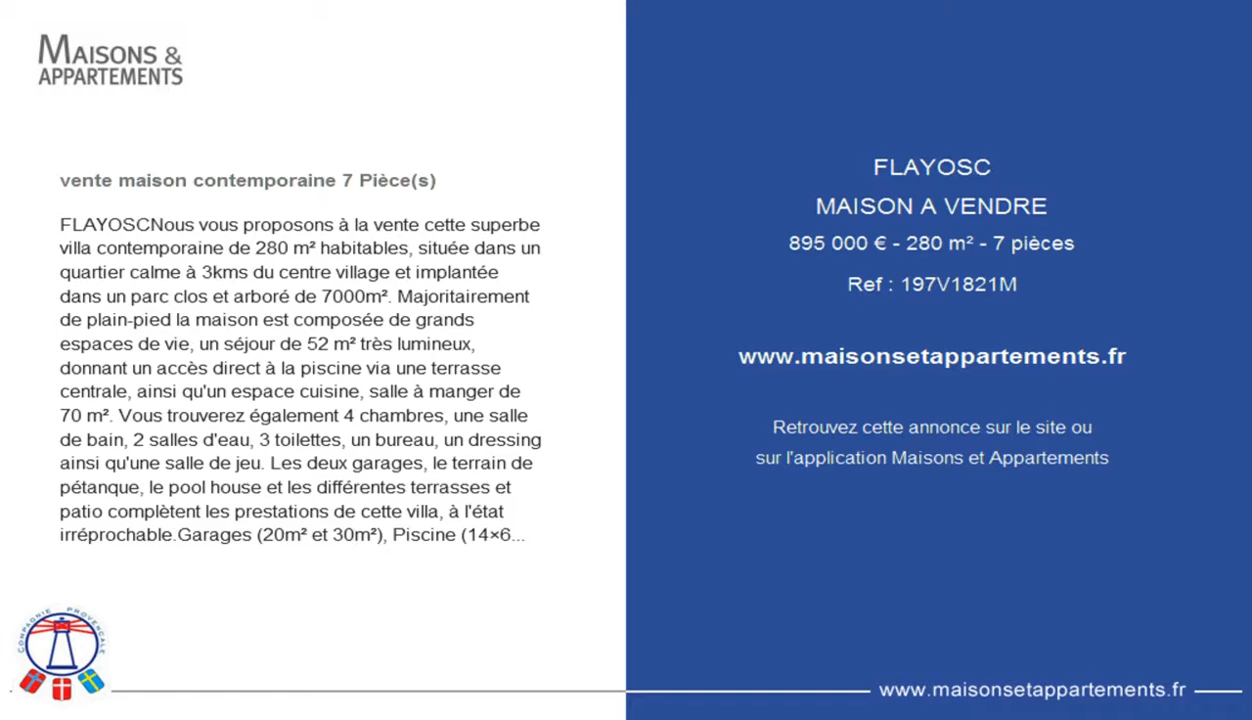 MAISONS &
APPARTEMENTS
vente maison contemporaine 7 Pièce(s)
FLAYOSCNous vous proposons à la vente cette superbe
villa contemporaine de 280 m² habitables, située dans un
quartier calme à 3kms du centre village et implantée
dans un parc clos et arboré de 7000m². Majoritairement
de plain-pied la maison est composée de grands
espaces de vie, un séjour de 52 m² très lumineux,
donnant un accès direct à la piscine via une terrasse
centrale, ainsi qu'un espace cuisine, salle à manger de
70 m². Vous trouverez également 4 chambres, une salle
de bain, 2 salles d'eau, 3 toilettes, un bureau, un dressing
ainsi qu'une salle de jeu. Les deux garages, le terrain de
pétanque, le pool house et les différentes terrasses et
patio complètent les prestations de cette villa, à l'état
irréprochable.Garages (20m² et 30m²), Piscine (14×6...
COMPAGNIE PROVENÇALE
FLAYOSC
MAISON A VENDRE
895 000 € - 280 m² - 7 pièces
Ref : 197V1821M
www.maisonsetappartements.fr
Retrouvez cette annonce sur le site ou
sur l'application Maisons et Appartements
www.maisonsetappartements.fr